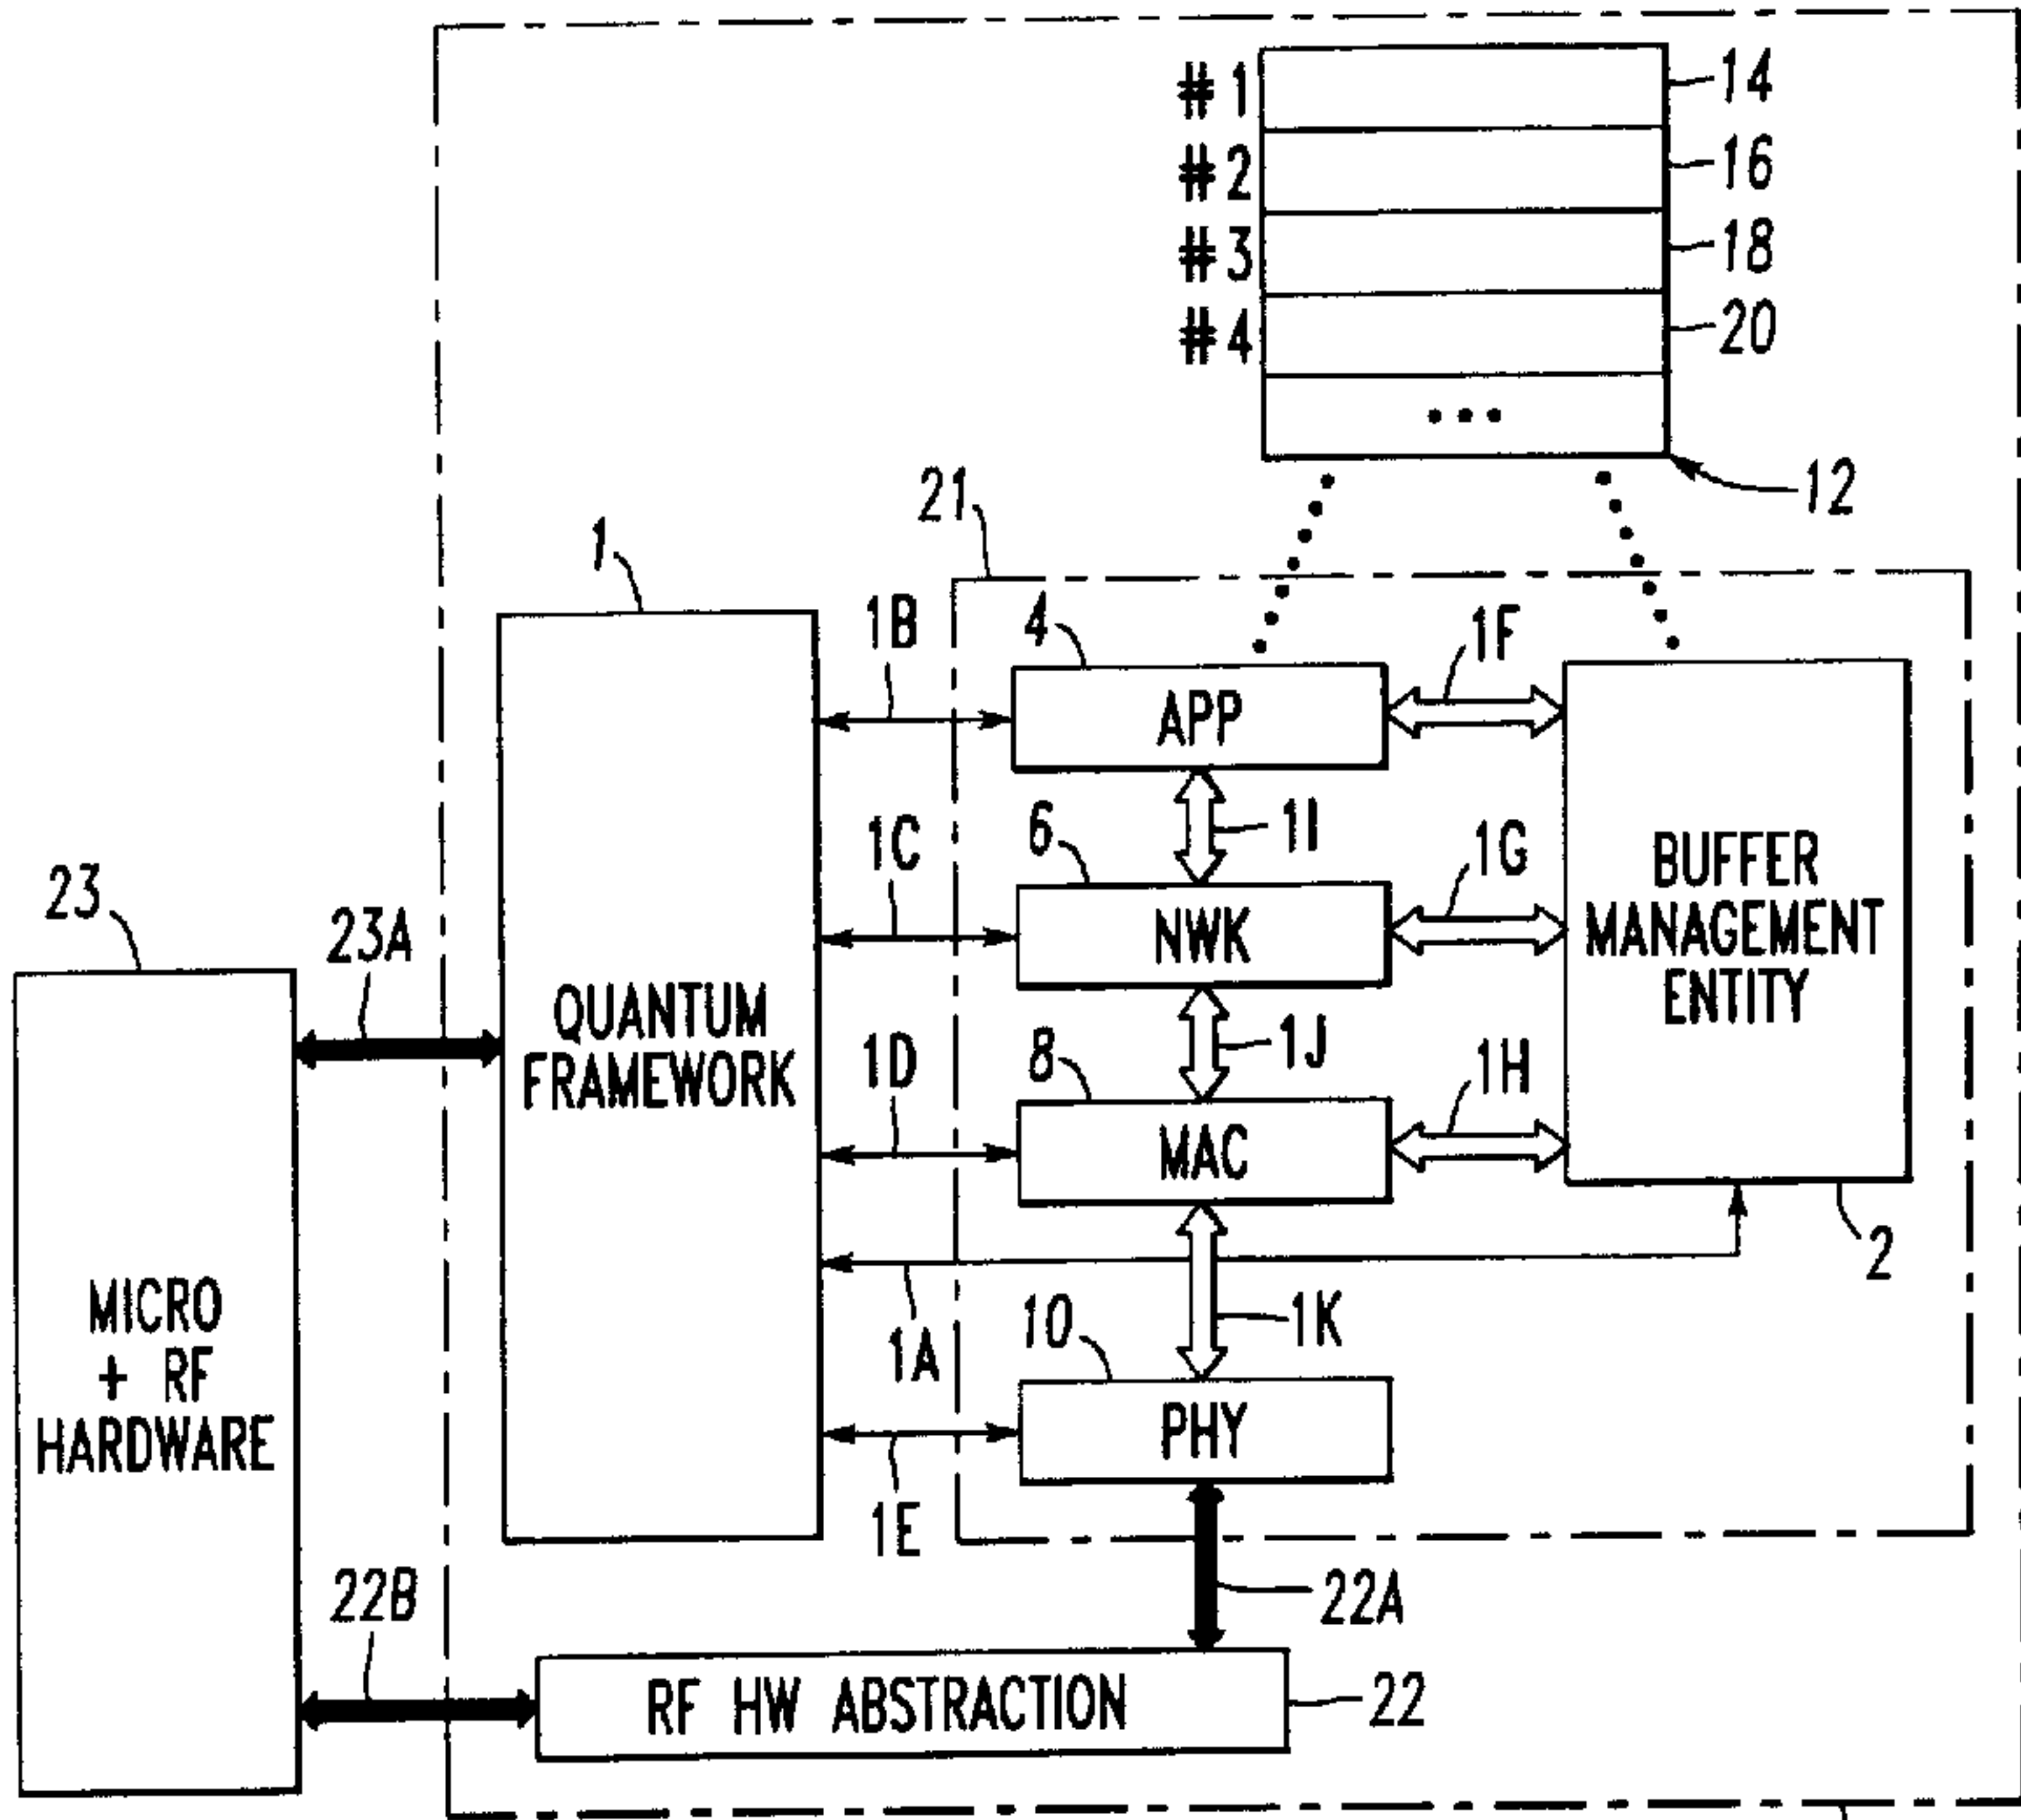 #1
14
#2
16
#3
18
#4
20
...
12
21
1
1B
4
1F
APP
1I
6
1C
1G
NWK
BUFFER
MANAGEMENT
ENTITY
23
23A
QUANTUM
FRAMEWORK
1J
8
1D
1H
MAC
2
MICRO
+ RF
HARDWARE
1A
10
1K
PHY
1E
22A
22B
RF HW ABSTRACTION
22